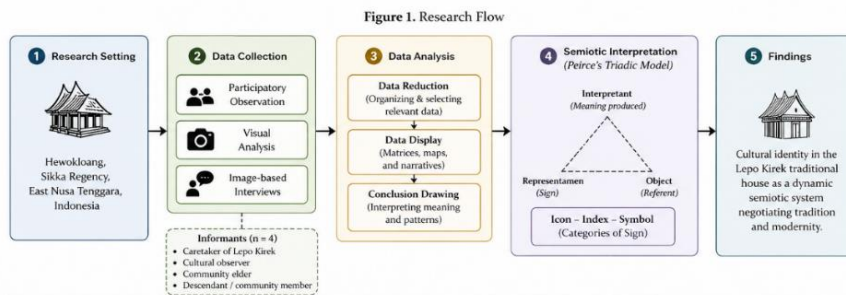 Figure 1. Research Flow
1 Research Setting
Hewokloang,
Sikka Regency,
East Nusa Tenggara,
Indonesia
2 Data Collection
Participatory
Observation
Visual
Analysis
Image-based
Interviews
Informants (n = 4)
• Caretaker of Lepo Kirek
• Cultural observer
• Community elder
• Descendant / community member
3 Data Analysis
Data Reduction
(Organizing & selecting
relevant data)
Data Display
(Matrices, maps,
and narratives)
Conclusion Drawing
(Interpreting meaning
and patterns)
4 Semiotic Interpretation
(Peirce's Triadic Model)
Interpretant
(Meaning produced)
Representamen
(Sign)
Object
(Referent)
Icon – Index – Symbol
(Categories of Sign)
5 Findings
Cultural identity in the
Lepo Kirek traditional
house as a dynamic
semiotic system
negotiating tradition
and modernity.